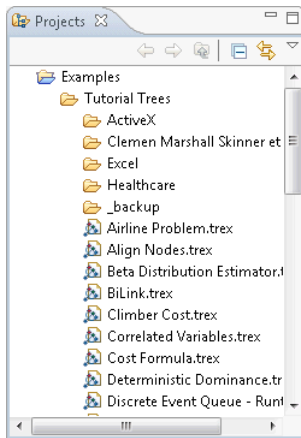 Projects
Examples
Tutorial Trees
ActiveX
Clemen Marshall Skinner et
Excel
Healthcare
_backup
Airline Problem.trex
Align Nodes.trex
Beta Distribution Estimator.t
BiLink.trex
Climber Cost.trex
Correlated Variables.trex
Cost Formula.trex
Deterministic Dominance.tr
Discrete Event Queue - Runt